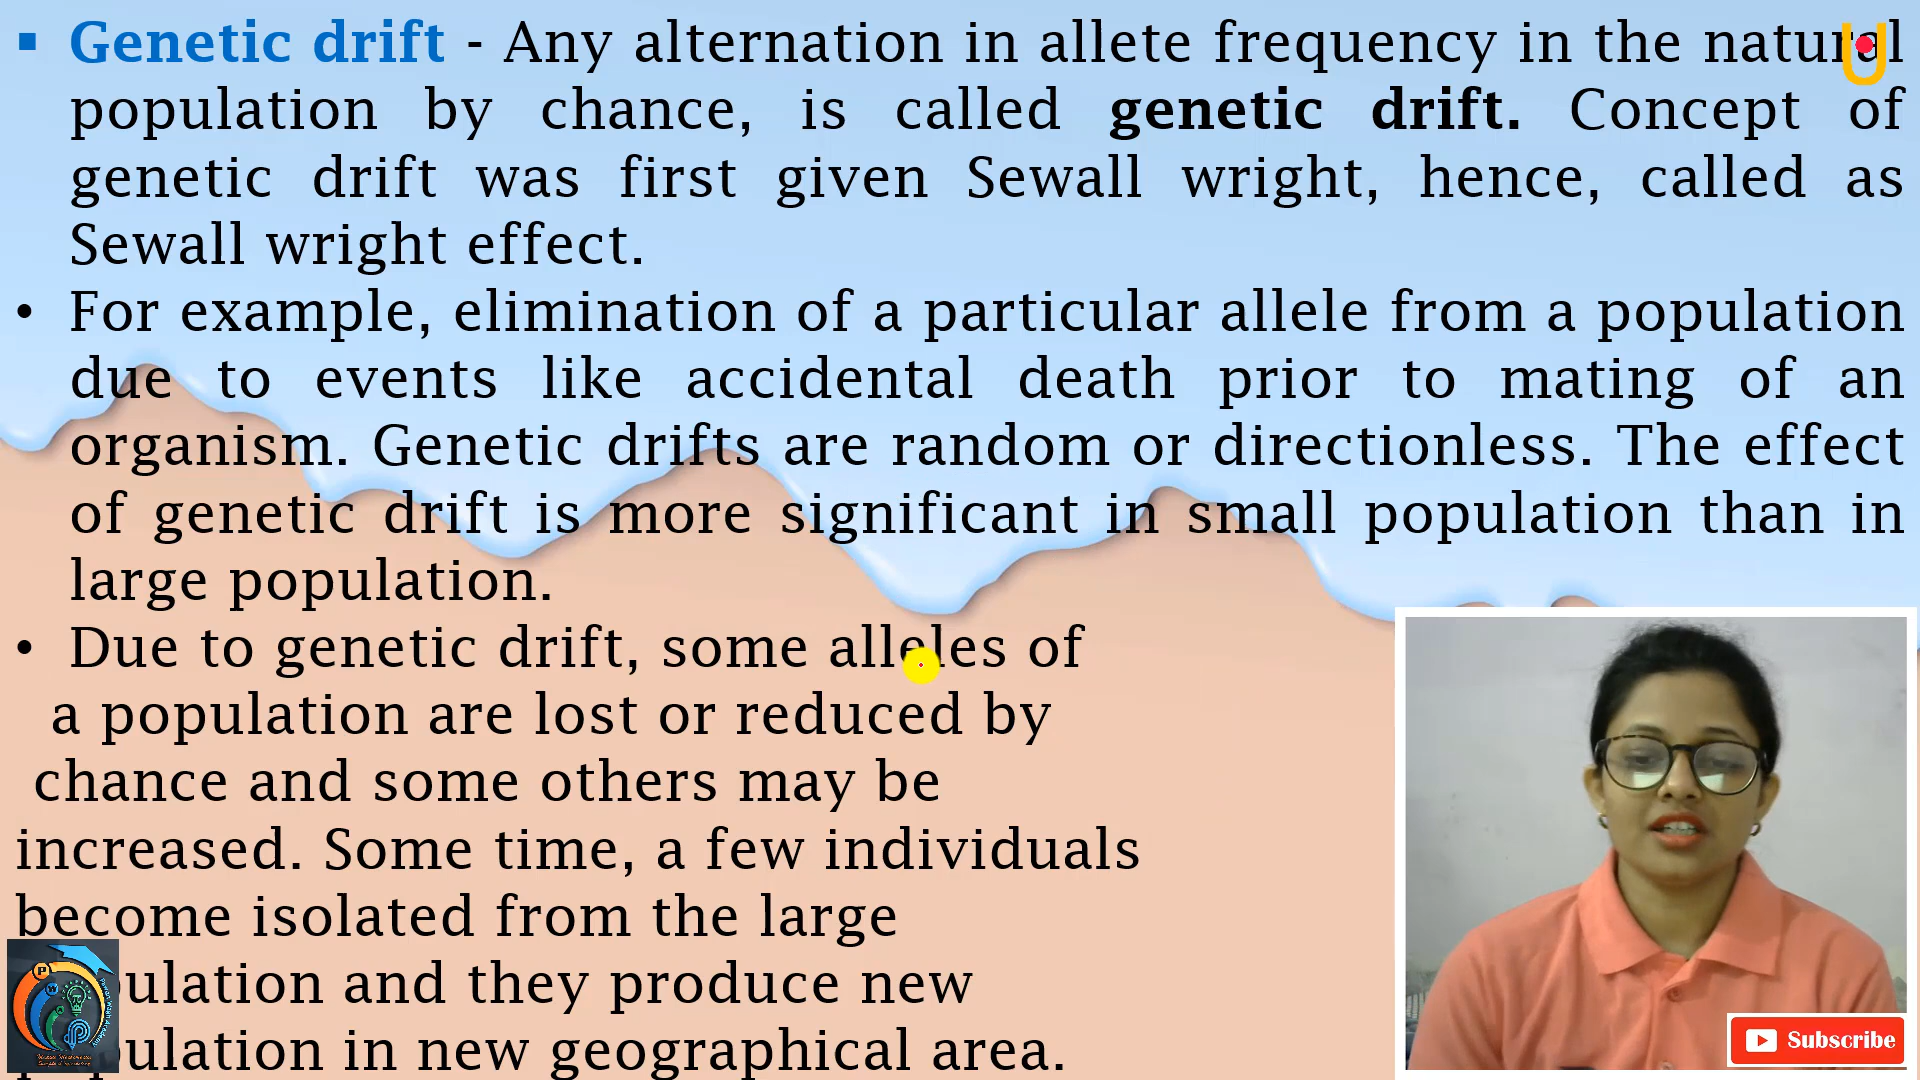 Genetic drift - Any alternation in allete frequency in the natural
population by chance, is called genetic drift. Concept of
genetic drift was first given Sewall wright, hence, called as
Sewall wright effect.
• For example, elimination of a particular allele from a population
due to events like accidental death prior to mating of an
organism. Genetic drifts are random or directionless. The effect
of genetic drift is more significant in small population than in
large population.
• Due to genetic drift, some alleles of
a population are lost or reduced by
chance and some others may be
increased. Some time, a few individuals
become isolated from the large
ulation and they produce new
ulation in new geographical area.
Subscribe